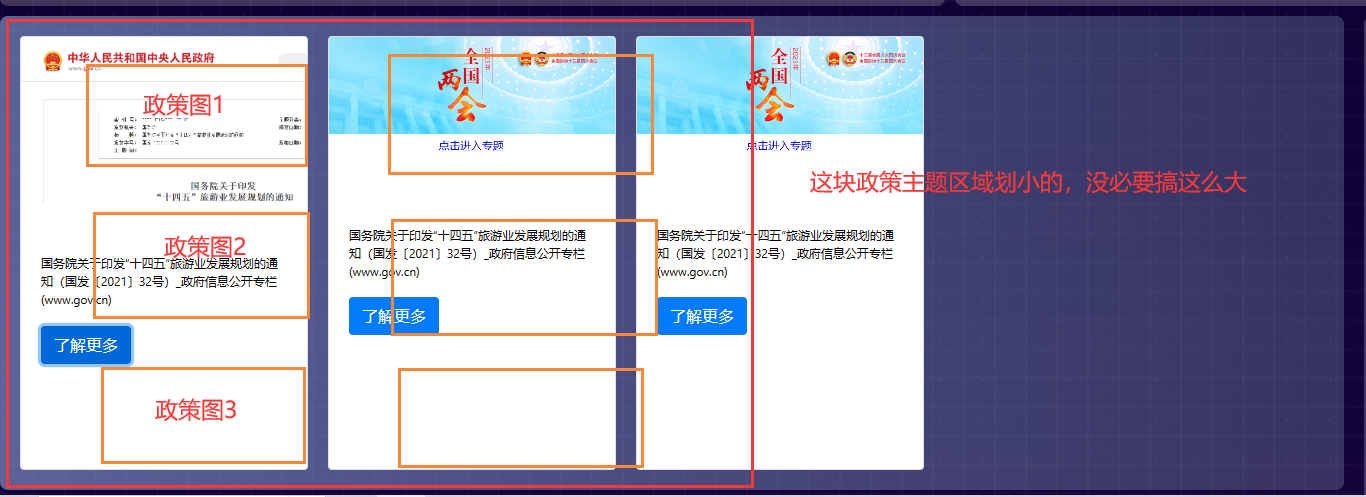 中华人民共和国中央人民政府
www.gov.cn
政策图1
国务院关于印发
“十四五”旅游业发展规划的通知
政策图2
国务院关于印发“十四五”旅游业发展规划的通
知（国发〔2021〕32号）_政府信息公开专栏
(www.gov.cn)
了解更多
政策图3
全国
两会
点击进入专题
国务院关于印发“十四五”旅游业发展规划的通
知（国发〔2021〕32号）_政府信息公开专栏
(www.gov.cn)
了解更多
全国
两会
点击进入专题
国务院关于印发“十四五”旅游业发展规划的通
知（国发〔2021〕32号）_政府信息公开专栏
(www.gov.cn)
了解更多
这块政策主题区域划小的，没必要搞这么大